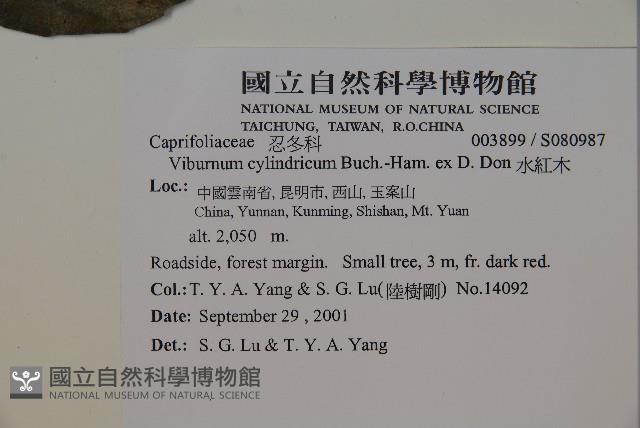 國立自然科學博物館
NATIONAL MUSEUM OF NATURAL SCIENCE
TAICHUNG, TAIWAN, R.O.CHINA
Caprifoliaceae 忍冬科 003899 / S080987
Viburnum cylindricum Buch.-Ham. ex D. Don 水紅木
Loc.: 中國雲南省, 昆明市, 西山, 玉案山
China, Yunnan, Kunming, Shishan, Mt. Yuan
alt. 2,050 m.
Roadside, forest margin. Small tree, 3 m, fr. dark red.
Col.: T. Y. A. Yang & S. G. Lu(陸樹剛) No.14092
Date: September 29 , 2001
Det.: S. G. Lu & T. Y. A. Yang
國立自然科學博物館
NATIONAL MUSEUM OF NATURAL SCIENCE